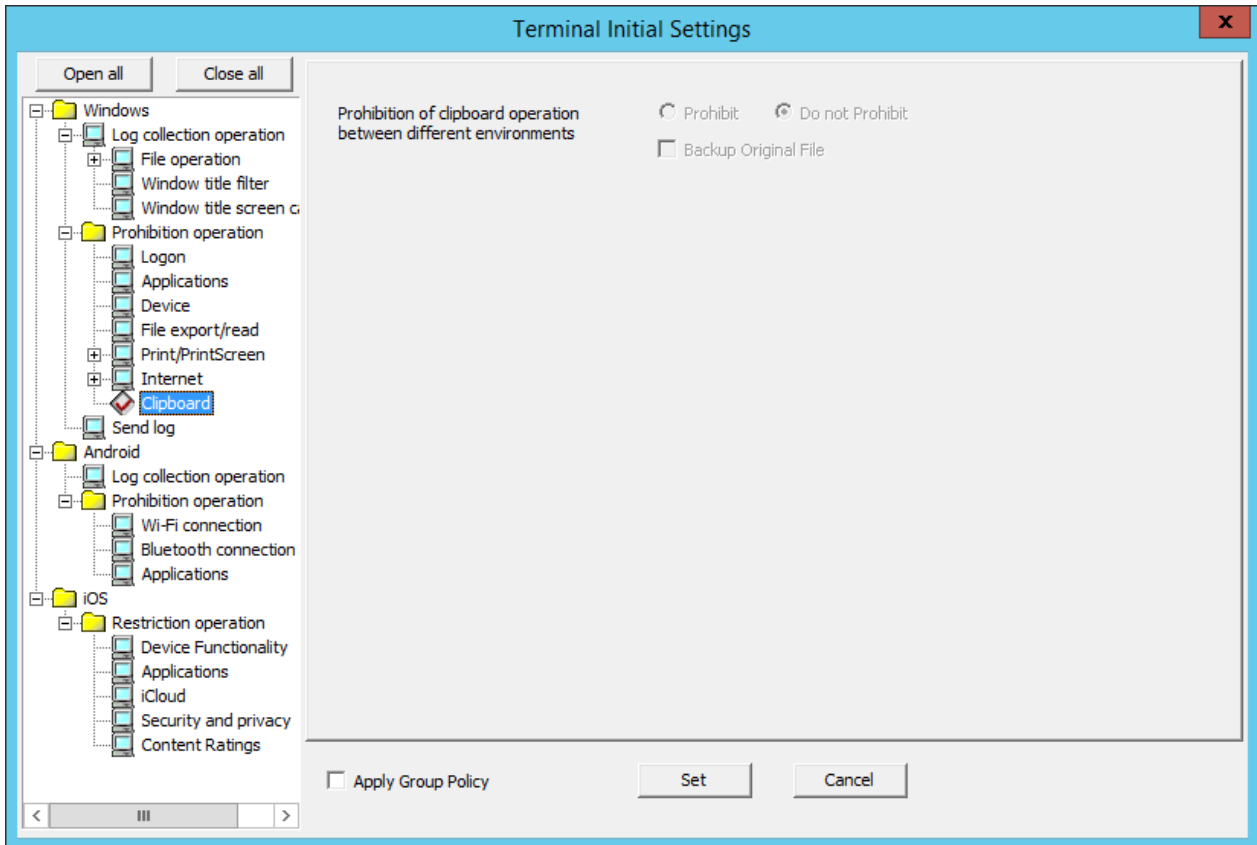 Terminal Initial Settings
x
Open all
Close all
Windows
Log collection operation
File operation
Window title filter
Window title screen
Prohibition operation
Logon
Applications
Device
File export/read
Print/PrintScreen
Internet
Clipboard
Send log
Android
Log collection operation
Prohibition operation
Wi-Fi connection
Bluetooth connection
Applications
iOS
Restriction operation
Device Functionality
Applications
iCloud
Security and privacy
Content Ratings
Prohibition of clipboard operation
between different environments
Prohibit
Do not Prohibit
Backup Original File
Apply Group Policy
Set
Cancel